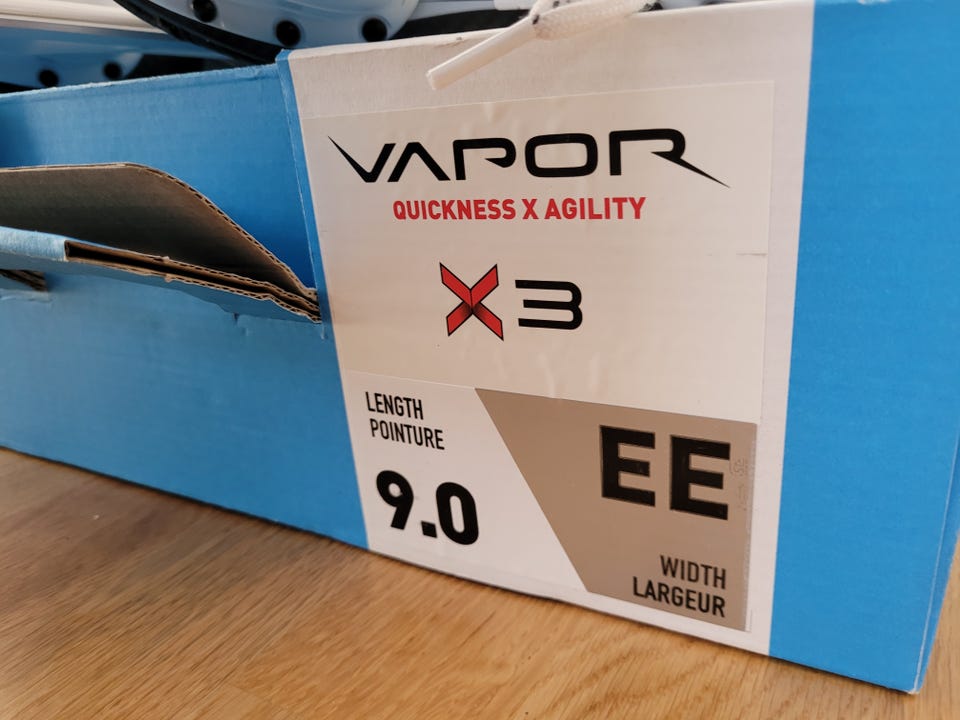 VAPOR
QUICKNESS X AGILITY
X3
LENGTH
POINTURE
9.0
EE
WIDTH
LARGEUR